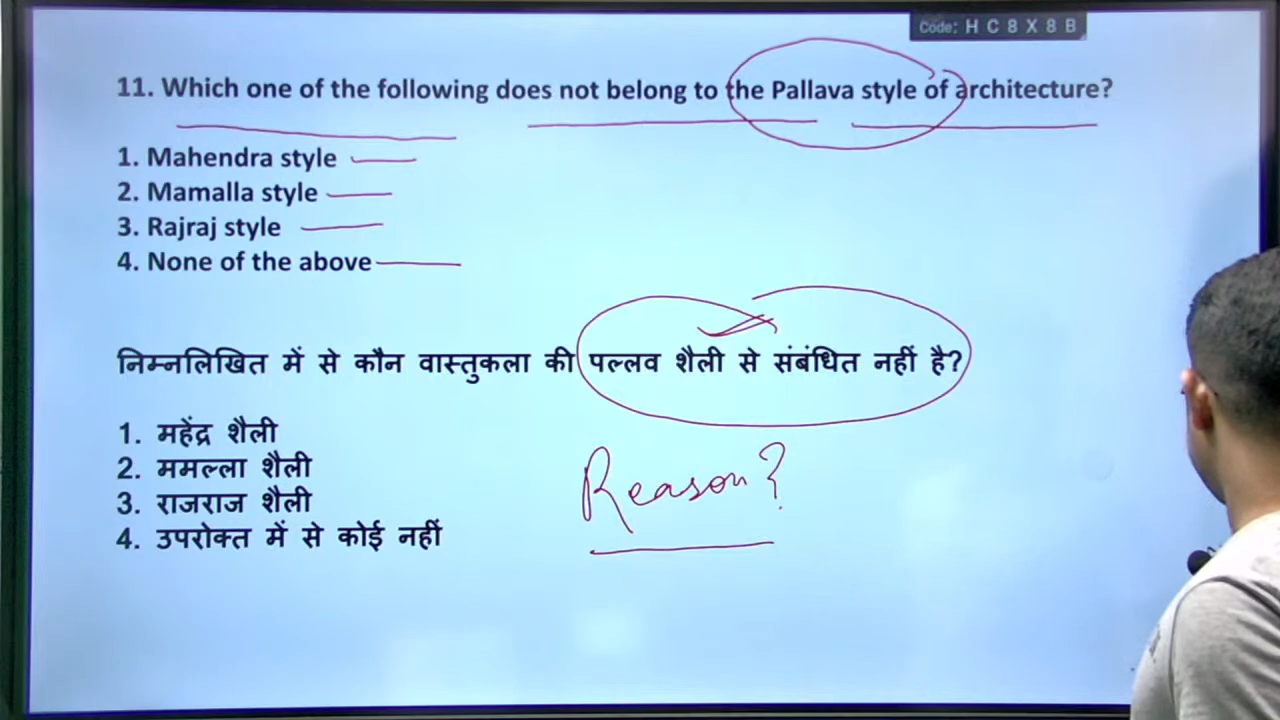 Code: H C 8 X 8 B
11. Which one of the following does not belong to the Pallava style of architecture?
1. Mahendra style
2. Mamalla style
3. Rajraj style
4. None of the above
निम्नलिखित में से कौन वास्तुकला की पल्लव शैली से संबंधित नहीं है?
1. महेंद्र शैली
2. ममल्ला शैली
3. राजराज शैली
4. उपरोक्त में से कोई नहीं
Reason?